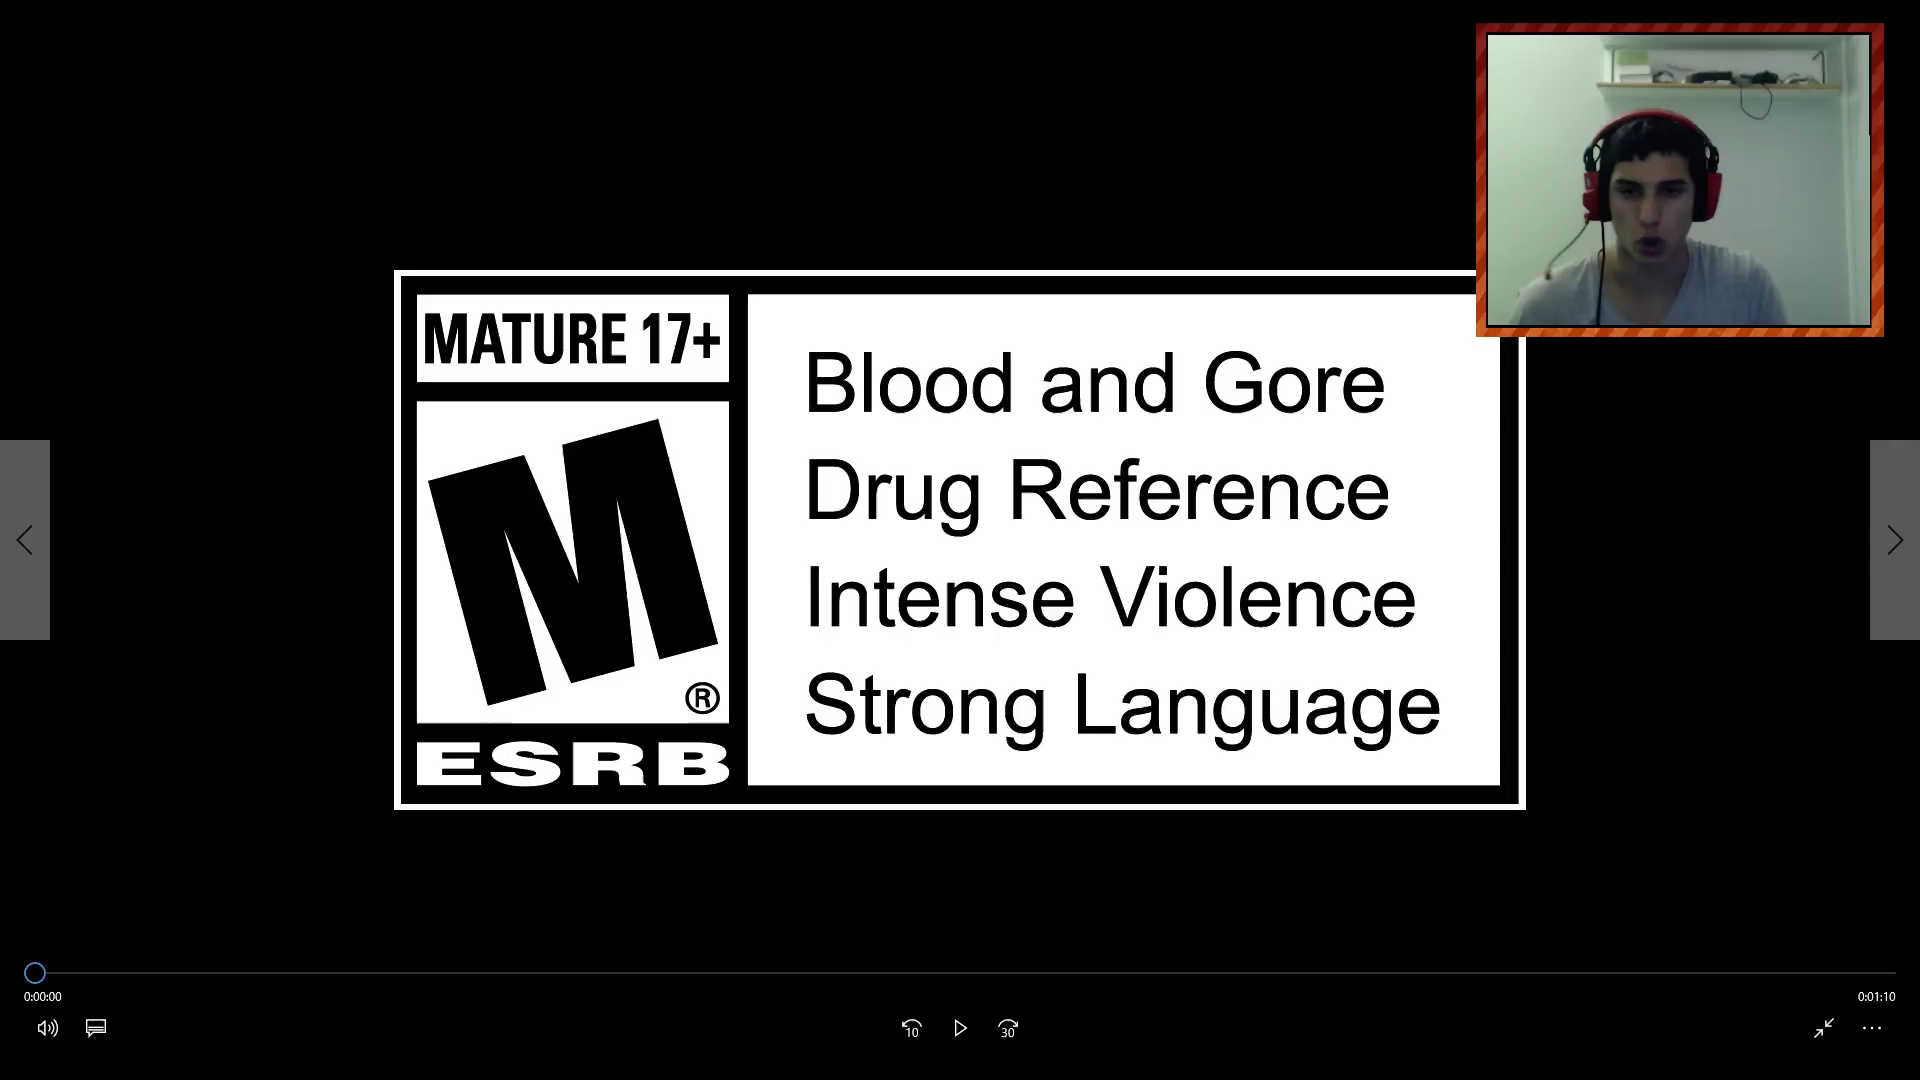 MATURE 17+
M
®
ESRB
Blood and Gore
Drug Reference
Intense Violence
Strong Language
0:00:00
0:01:10
10
30